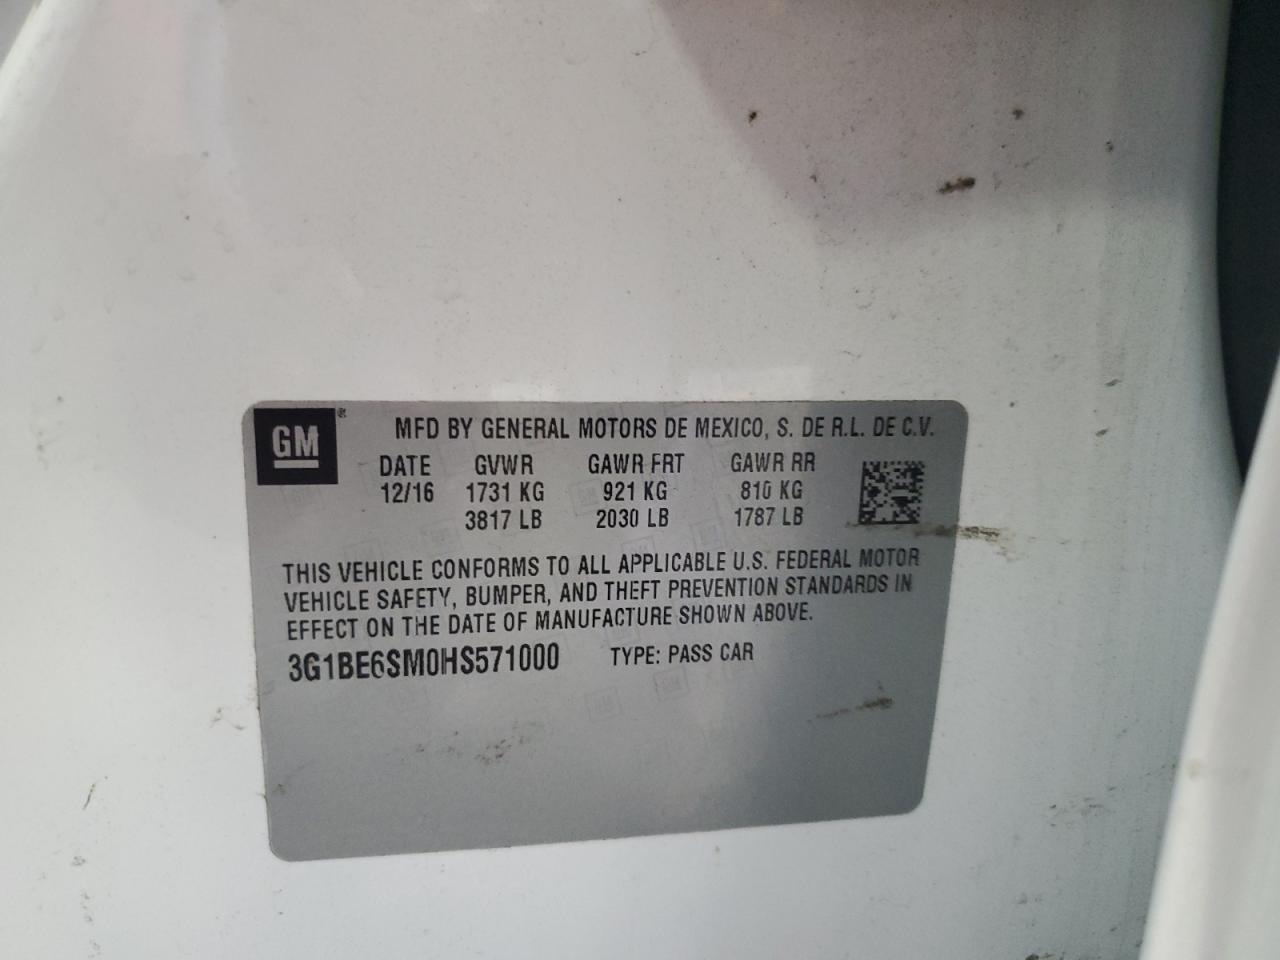 GM®
MFD BY GENERAL MOTORS DE MEXICO, S. DE R.L. DE C.V.
DATE GVWR GAWR FRT GAWR RR
12/16 1731 KG 921 KG 810 KG
3817 LB 2030 LB 1787 LB
THIS VEHICLE CONFORMS TO ALL APPLICABLE U.S. FEDERAL MOTOR
VEHICLE SAFETY, BUMPER, AND THEFT PREVENTION STANDARDS IN
EFFECT ON THE DATE OF MANUFACTURE SHOWN ABOVE.
3G1BE6SM0HS571000 TYPE: PASS CAR